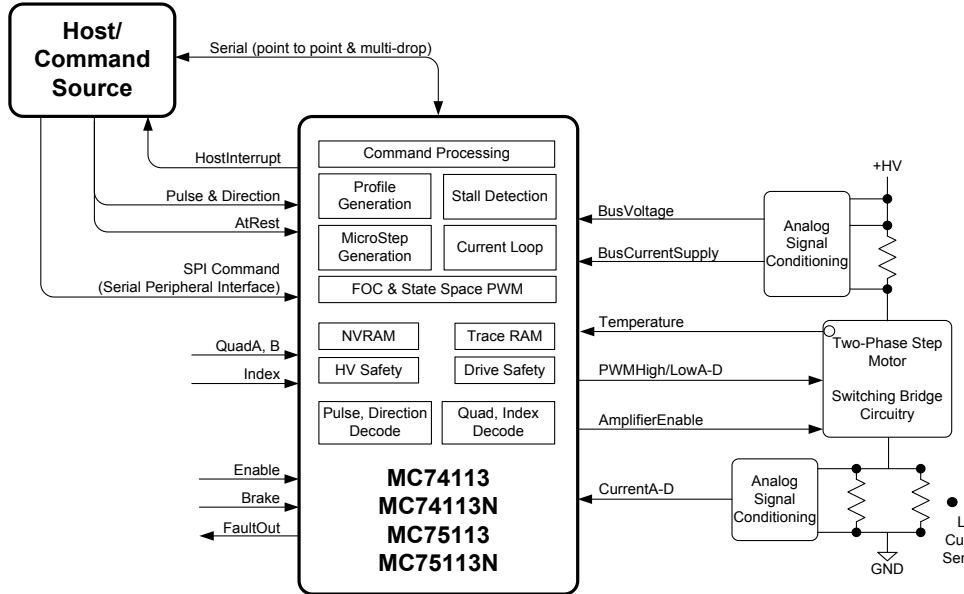 Host/
Command
Source
Serial (point to point & multi-drop)
HostInterrupt
Pulse & Direction
AtRest
SPI Command
(Serial Peripheral Interface)
QuadA, B
Index
Enable
Brake
FaultOut
Command Processing
Profile
Generation
Stall Detection
MicroStep
Generation
Current Loop
FOC & State Space PWM
NVRAM
Trace RAM
HV Safety
Drive Safety
Pulse, Direction
Decode
Quad, Index
Decode
MC74113
MC74113N
MC75113
MC75113N
BusVoltage
BusCurrentSupply
Temperature
PWMHigh/LowA-D
AmplifierEnable
CurrentA-D
+HV
Analog
Signal
Conditioning
Two-Phase Step
Motor
Switching Bridge
Circuitry
Analog
Signal
Conditioning
GND